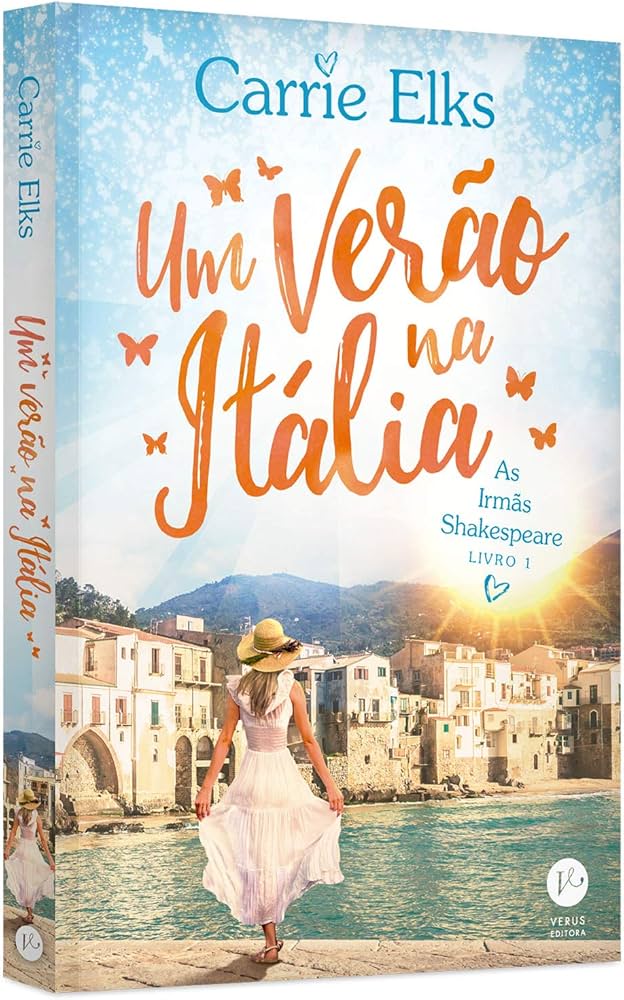 Carrie Elks
Um Verão
na
Itália
As
Irmãs
Shakespeare
LIVRO 1
VERUS
EDITORA
Carrie Elks
Um Verão na Itália